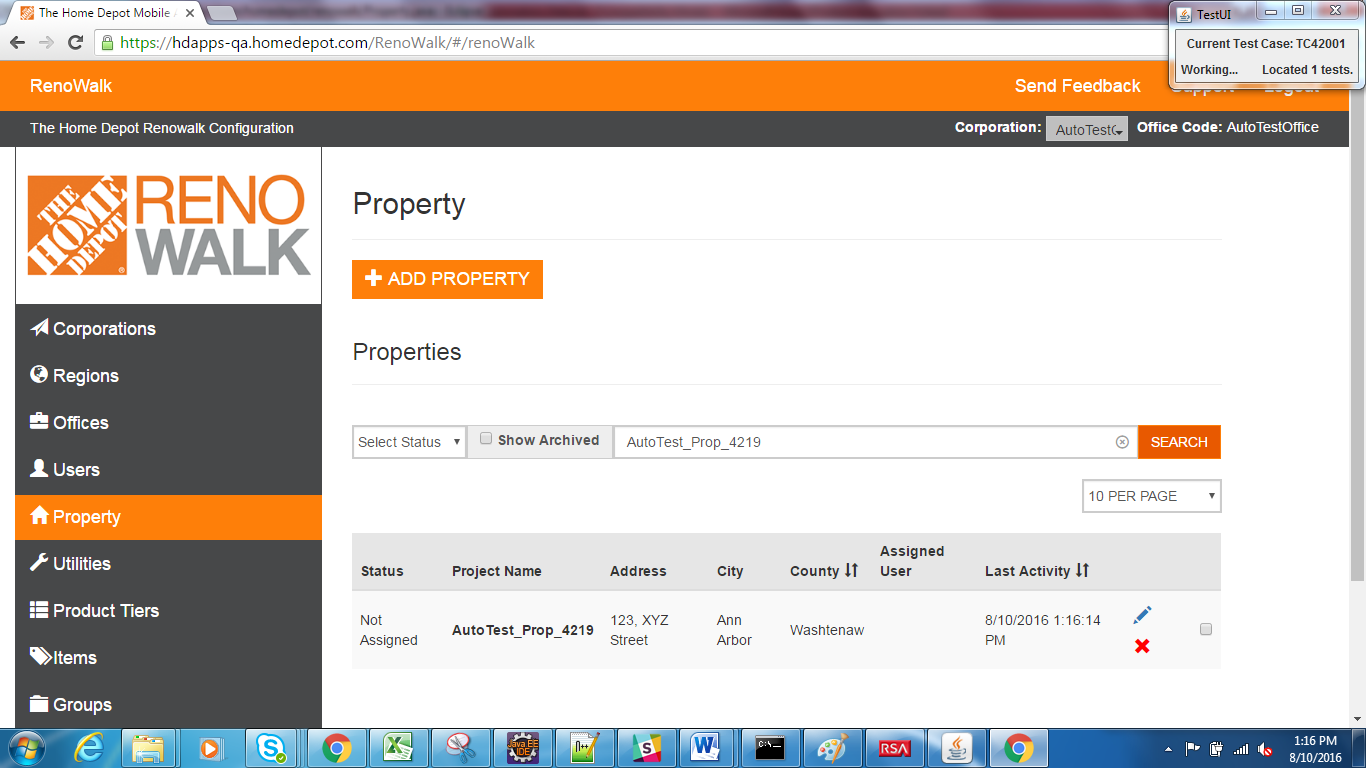 The Home Depot Mobile
TestUI
Current Test Case: TC42001
Working... Located 1 tests.
https://hdapps-qa.homedepot.com/RenoWalk/#/renoWalk
RenoWalk Send Feedback Support Logout
The Home Depot Renowalk Configuration Corporation: AutoTestC Office Code: AutoTestOffice
THE HOME DEPOT
RENO
WALK
Property
ADD PROPERTY
Corporations
Regions
Offices
Users
Property
Utilities
Product Tiers
Items
Groups
Properties
Select Status Show Archived AutoTest_Prop_4219 SEARCH
10 PER PAGE
Status Project Name Address City County Assigned User Last Activity
Not Assigned AutoTest_Prop_4219 123, XYZ Street Ann Arbor Washtenaw 8/10/2016 1:16:14 PM
Java EE IDE
C:\
RSA
1:16 PM
8/10/2016